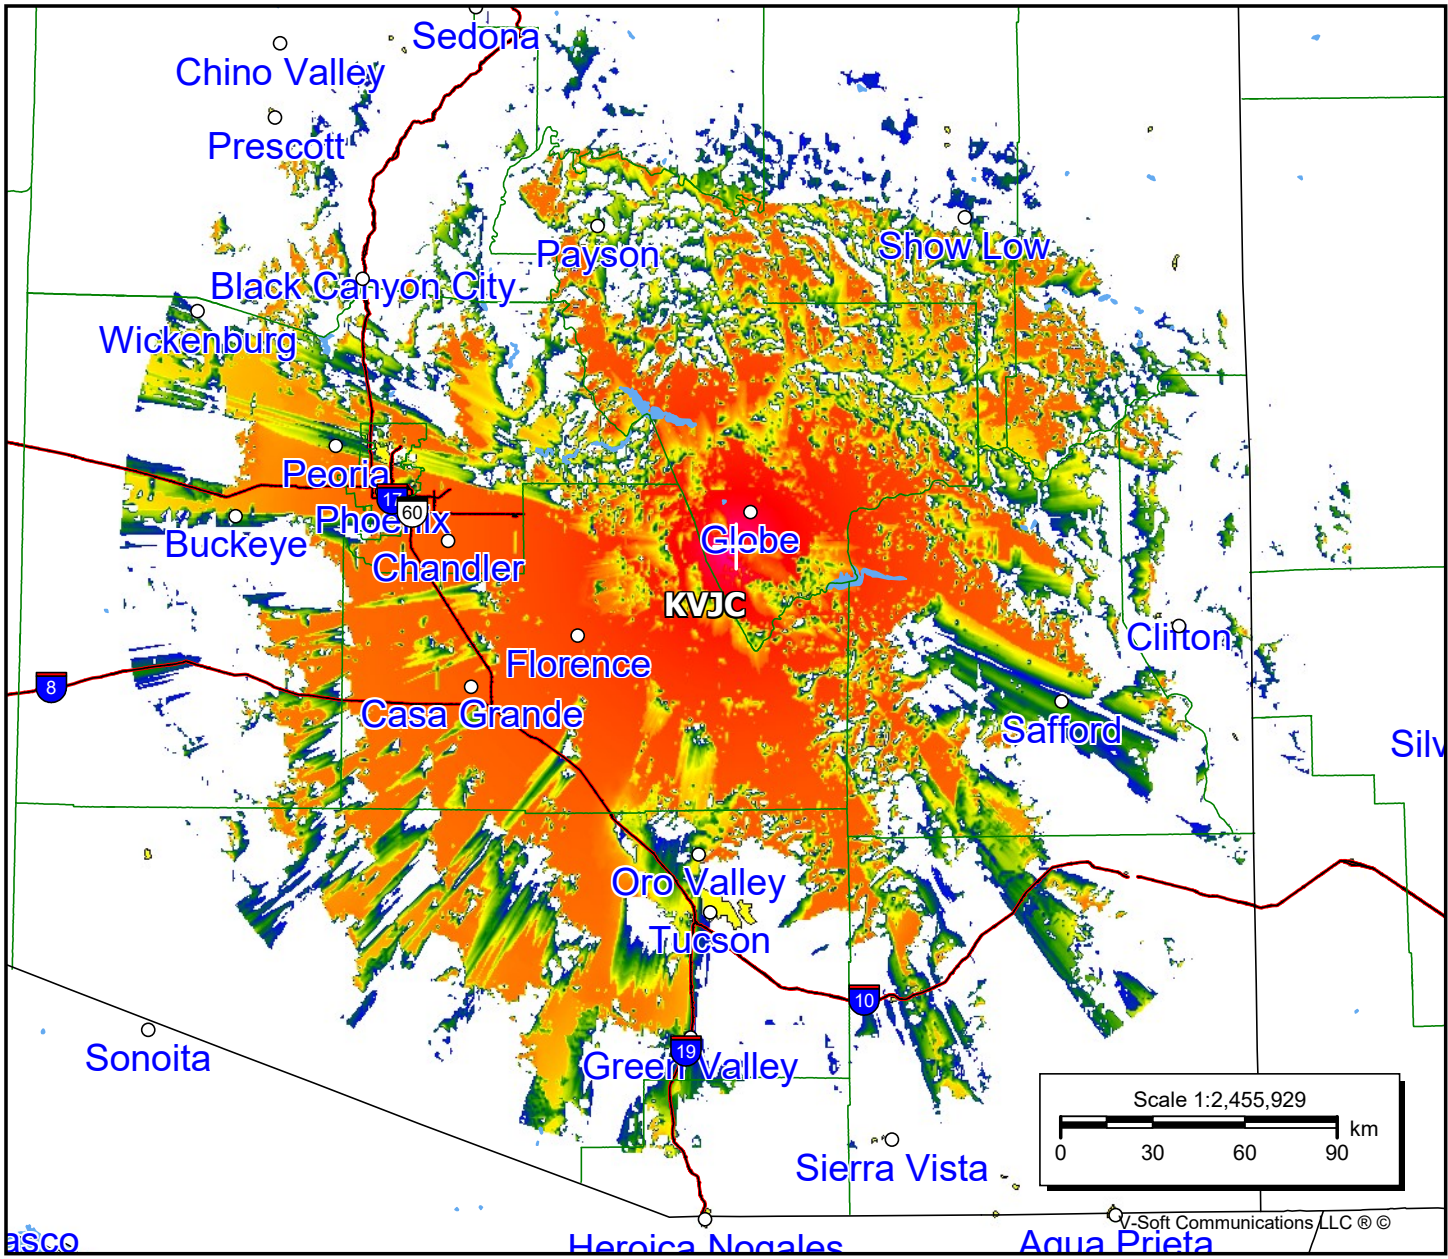 Sedona
Chino Valley
Prescott
Payson
Show Low
Black Canyon City
Wickenburg
Peoria
17
Phoenix
60
Globe
Buckeye
Chandler
KVJC
Clifton
Florence
8
Casa Grande
Safford
Silv
Oro Valley
Tucson
10
Sonoita
19
Green Valley
Scale 1:2,455,929
km
0 30 60 90
Sierra Vista
V-Soft Communications LLC ® ©
asco
Heroica Nogales
Agua Prieta